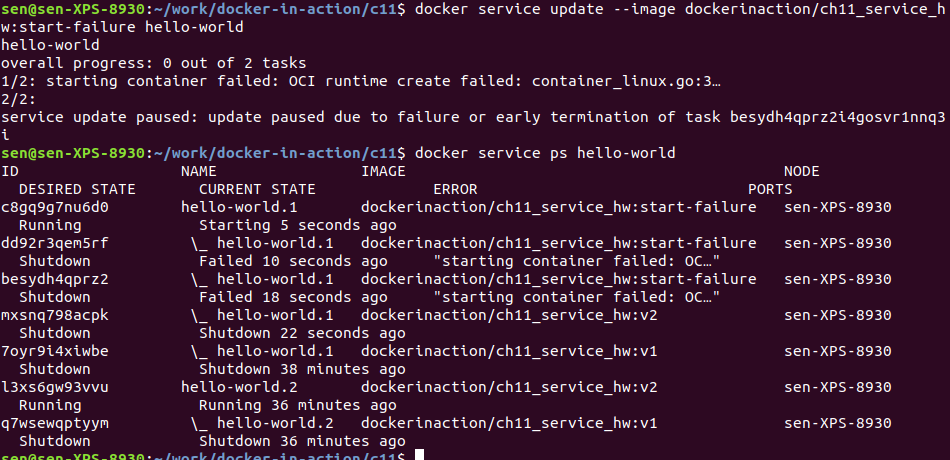 sen@sen-XPS-8930:~/work/docker-in-action/c11$ docker service update --image dockerinaction/ch11_service_h
w:start-failure hello-world
hello-world
overall progress: 0 out of 2 tasks
1/2: starting container failed: OCI runtime create failed: container_linux.go:3…
2/2:
service update paused: update paused due to failure or early termination of task besydh4qprz2i4gosvr1nnq3
i
sen@sen-XPS-8930:~/work/docker-in-action/c11$ docker service ps hello-world
ID                  NAME                IMAGE                                          NODE
  DESIRED STATE       CURRENT STATE             ERROR                              PORTS
c8gq9g7nu6d0        hello-world.1       dockerinaction/ch11_service_hw:start-failure   sen-XPS-8930
  Running             Starting 5 seconds ago
dd92r3qem5rf         \_ hello-world.1   dockerinaction/ch11_service_hw:start-failure   sen-XPS-8930
  Shutdown            Failed 10 seconds ago     "starting container failed: OC…"
besydh4qprz2         \_ hello-world.1   dockerinaction/ch11_service_hw:start-failure   sen-XPS-8930
  Shutdown            Failed 18 seconds ago     "starting container failed: OC…"
mxsnq798acpk         \_ hello-world.1   dockerinaction/ch11_service_hw:v2              sen-XPS-8930
  Shutdown            Shutdown 22 seconds ago
7oyr9i4xiwbe         \_ hello-world.1   dockerinaction/ch11_service_hw:v1              sen-XPS-8930
  Shutdown            Shutdown 38 minutes ago
l3xs6gw93vvu        hello-world.2       dockerinaction/ch11_service_hw:v2              sen-XPS-8930
  Running             Running 36 minutes ago
q7wsewqptyym         \_ hello-world.2   dockerinaction/ch11_service_hw:v1              sen-XPS-8930
  Shutdown            Shutdown 36 minutes ago
sen@sen-XPS-8930:~/work/docker-in-action/c11$